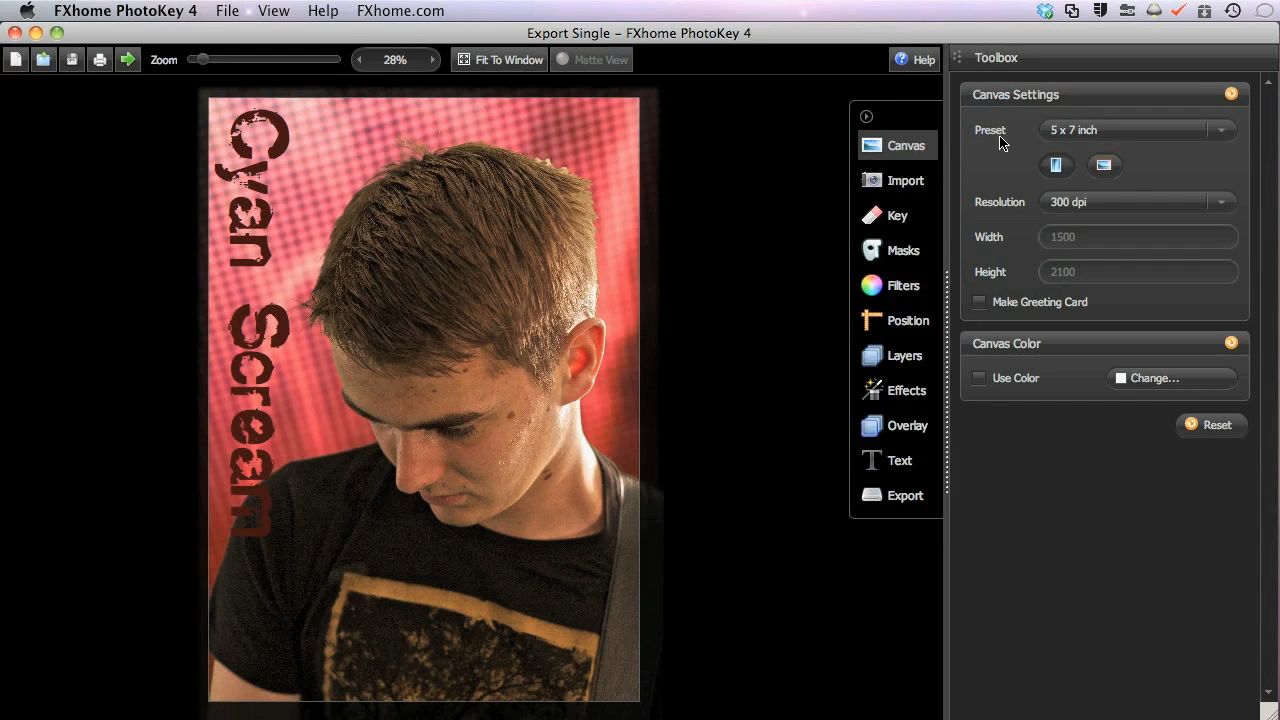 FXhome PhotoKey 4 File View Help FXhome.com
Export Single – FXhome PhotoKey 4
Zoom 28% Fit To Window Matte View ? Help
Toolbox
Canvas Settings
Preset 5 x 7 inch
Resolution 300 dpi
Width 1500
Height 2100
Make Greeting Card
Canvas Color
Use Color Change...
Reset
Canvas
Import
Key
Masks
Filters
Position
Layers
Effects
Overlay
T Text
Export
Cyan Scream